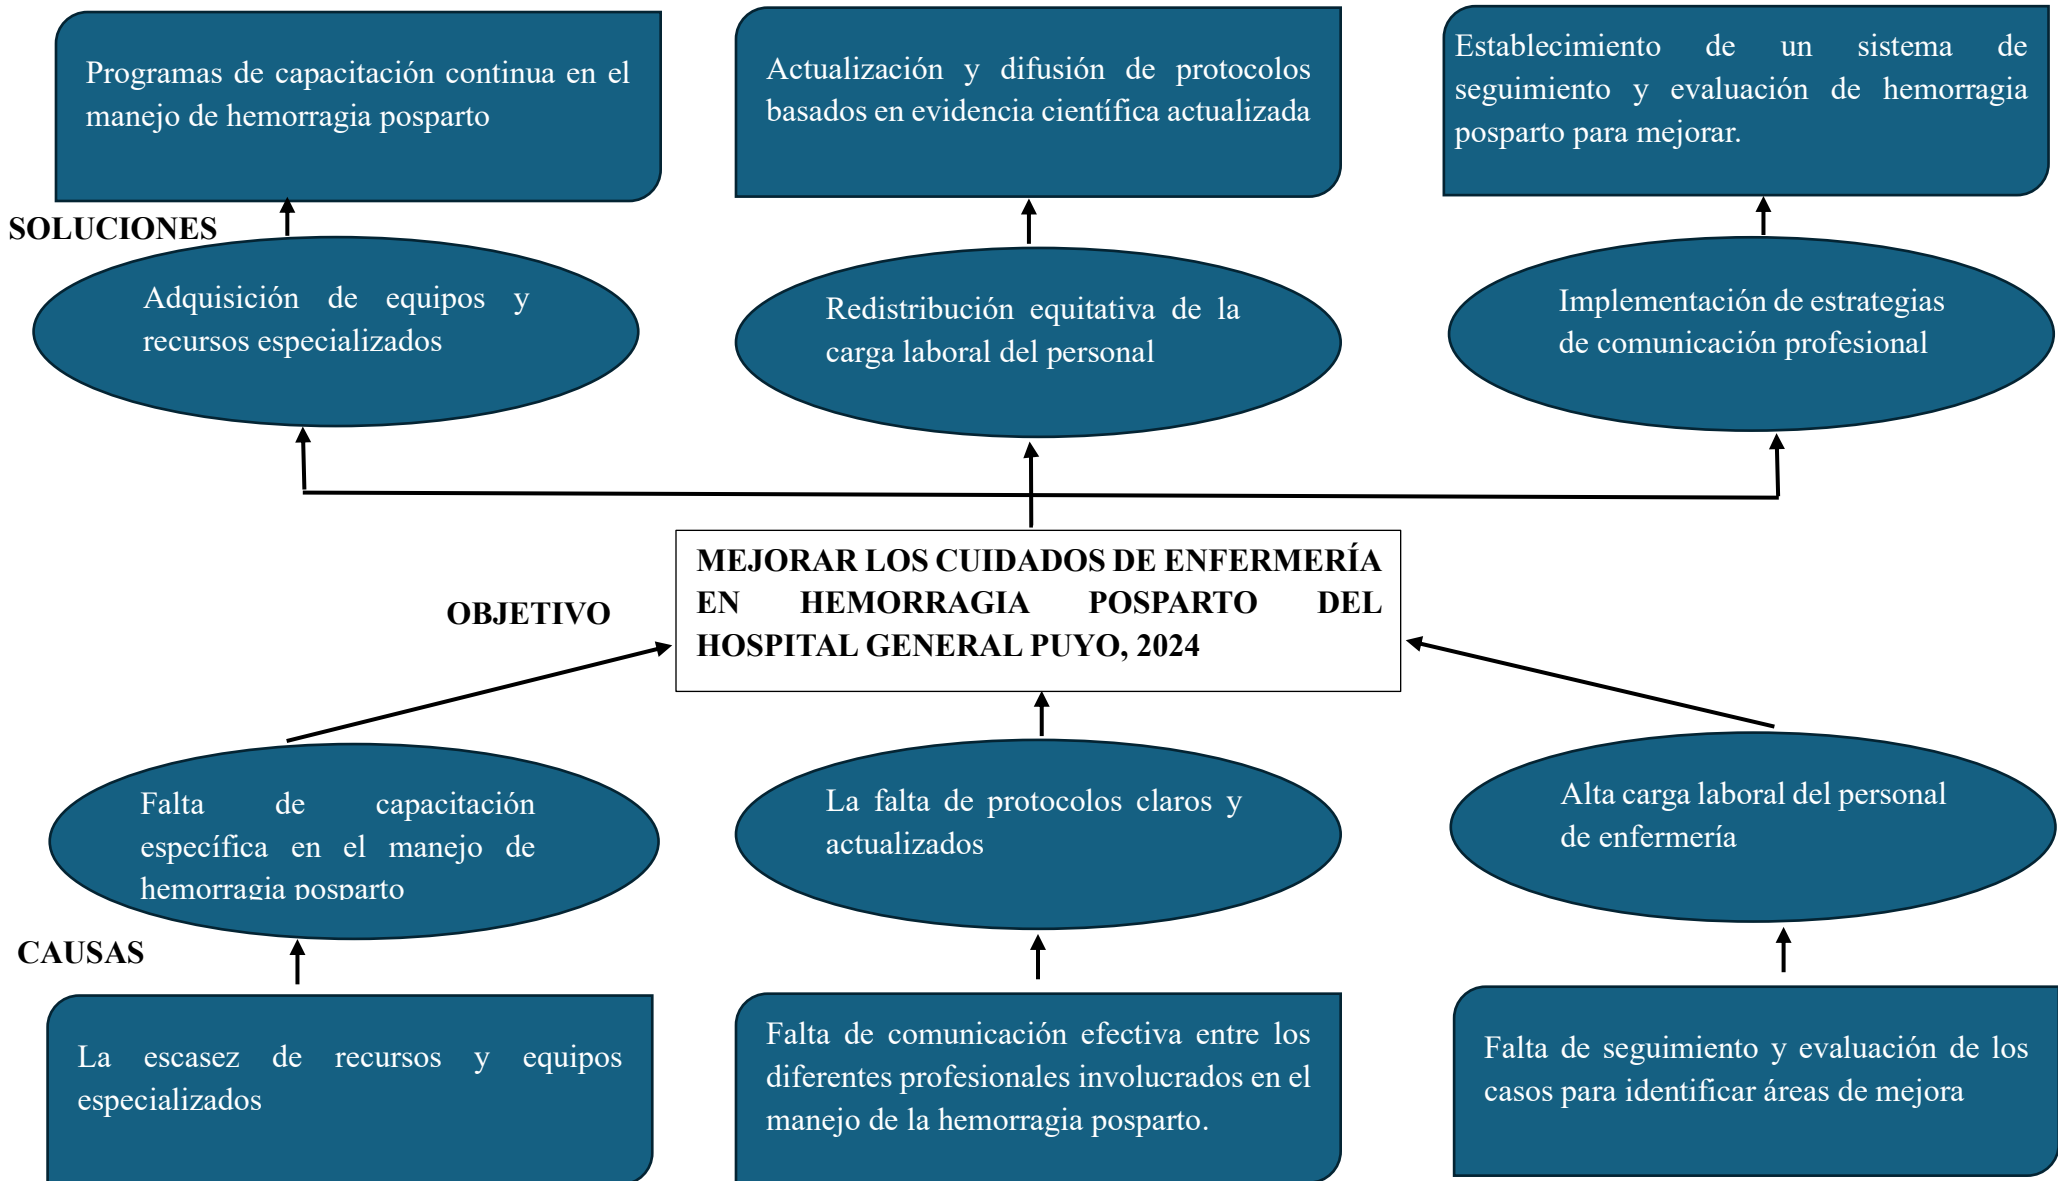 Programas de capacitación continua en el
manejo de hemorragia posparto
Actualización y difusión de protocolos
basados en evidencia científica actualizada
Establecimiento de un sistema de
seguimiento y evaluación de hemorragia
posparto para mejorar.
SOLUCIONES
Adquisición de equipos y
recursos especializados
Redistribución equitativa de la
carga laboral del personal
Implementación de estrategias
de comunicación profesional
OBJETIVO
MEJORAR LOS CUIDADOS DE ENFERMERÍA
EN HEMORRAGIA POSPARTO DEL
HOSPITAL GENERAL PUYO, 2024
Falta de capacitación
específica en el manejo de
hemorragia posparto
La falta de protocolos claros y
actualizados
Alta carga laboral del personal
de enfermería
CAUSAS
La escasez de recursos y equipos
especializados
Falta de comunicación efectiva entre los
diferentes profesionales involucrados en el
manejo de la hemorragia posparto.
Falta de seguimiento y evaluación de los
casos para identificar áreas de mejora